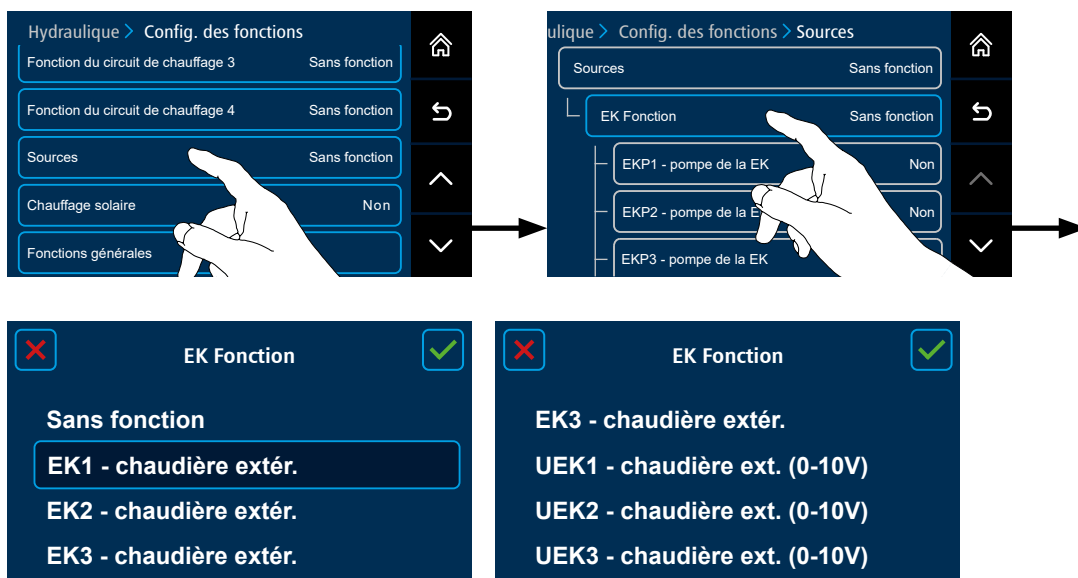 Hydraulique > Config. des fonctions
Fonction du circuit de chauffage 3 Sans fonction
Fonction du circuit de chauffage 4 Sans fonction
Sources Sans fonction
Chauffage solaire Non
Fonctions générales
ulique > Config. des fonctions > Sources
Sources Sans fonction
EK Fonction Sans fonction
EKP1 - pompe de la EK Non
EKP2 - pompe de la Non
EKP3 - pompe de la EK
EK Fonction
Sans fonction
EK1 - chaudière extér.
EK2 - chaudière extér.
EK3 - chaudière extér.
EK Fonction
EK3 - chaudière extér.
UEK1 - chaudière ext. (0-10V)
UEK2 - chaudière ext. (0-10V)
UEK3 - chaudière ext. (0-10V)